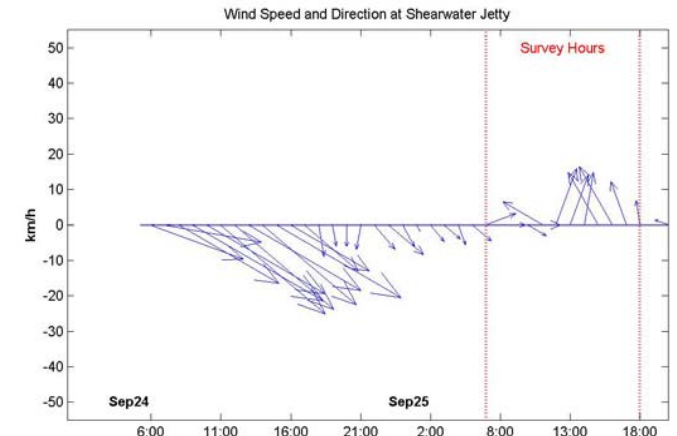 Wind Speed and Direction at Shearwater Jetty
50
Survey Hours
40
30
20
10
0
km/h
-10
-20
-30
-40
-50
Sep24 Sep25
6:00 11:00 16:00 21:00 2:00 8:00 13:00 18:00